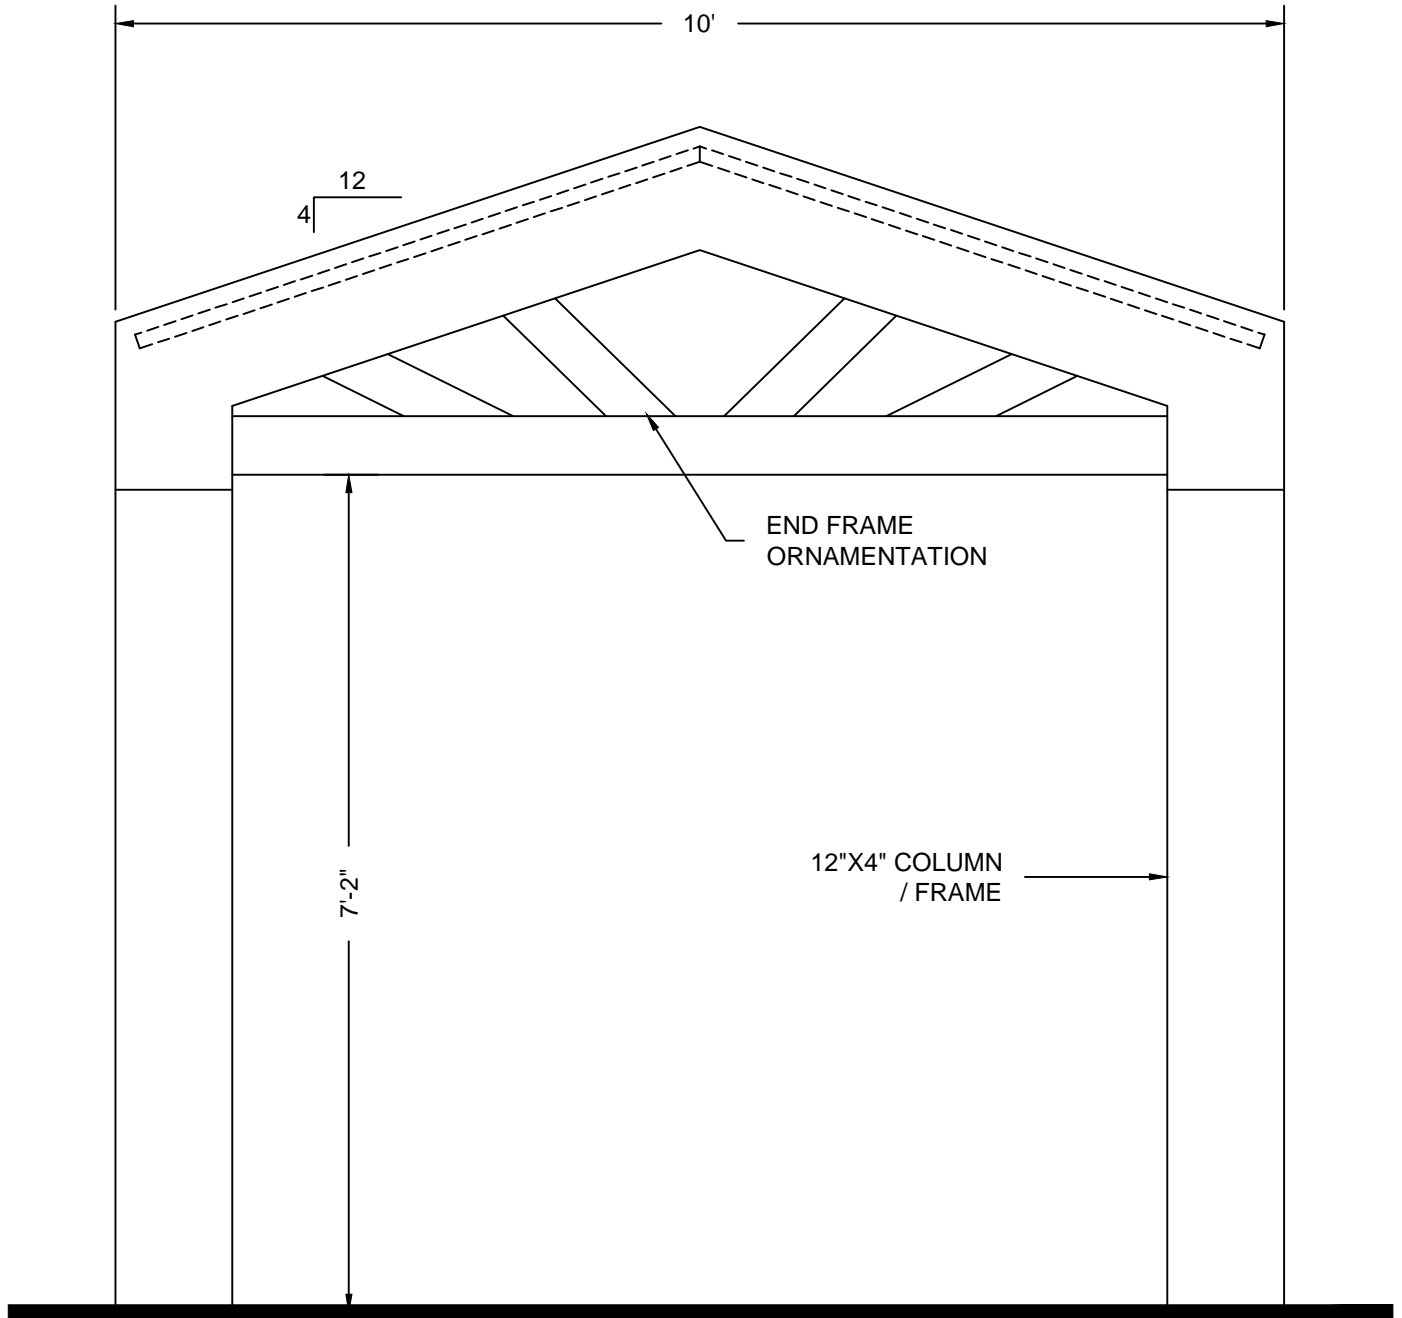 10'
12
4
END FRAME
ORNAMENTATION
12"X4" COLUMN
/ FRAME
7'-2"